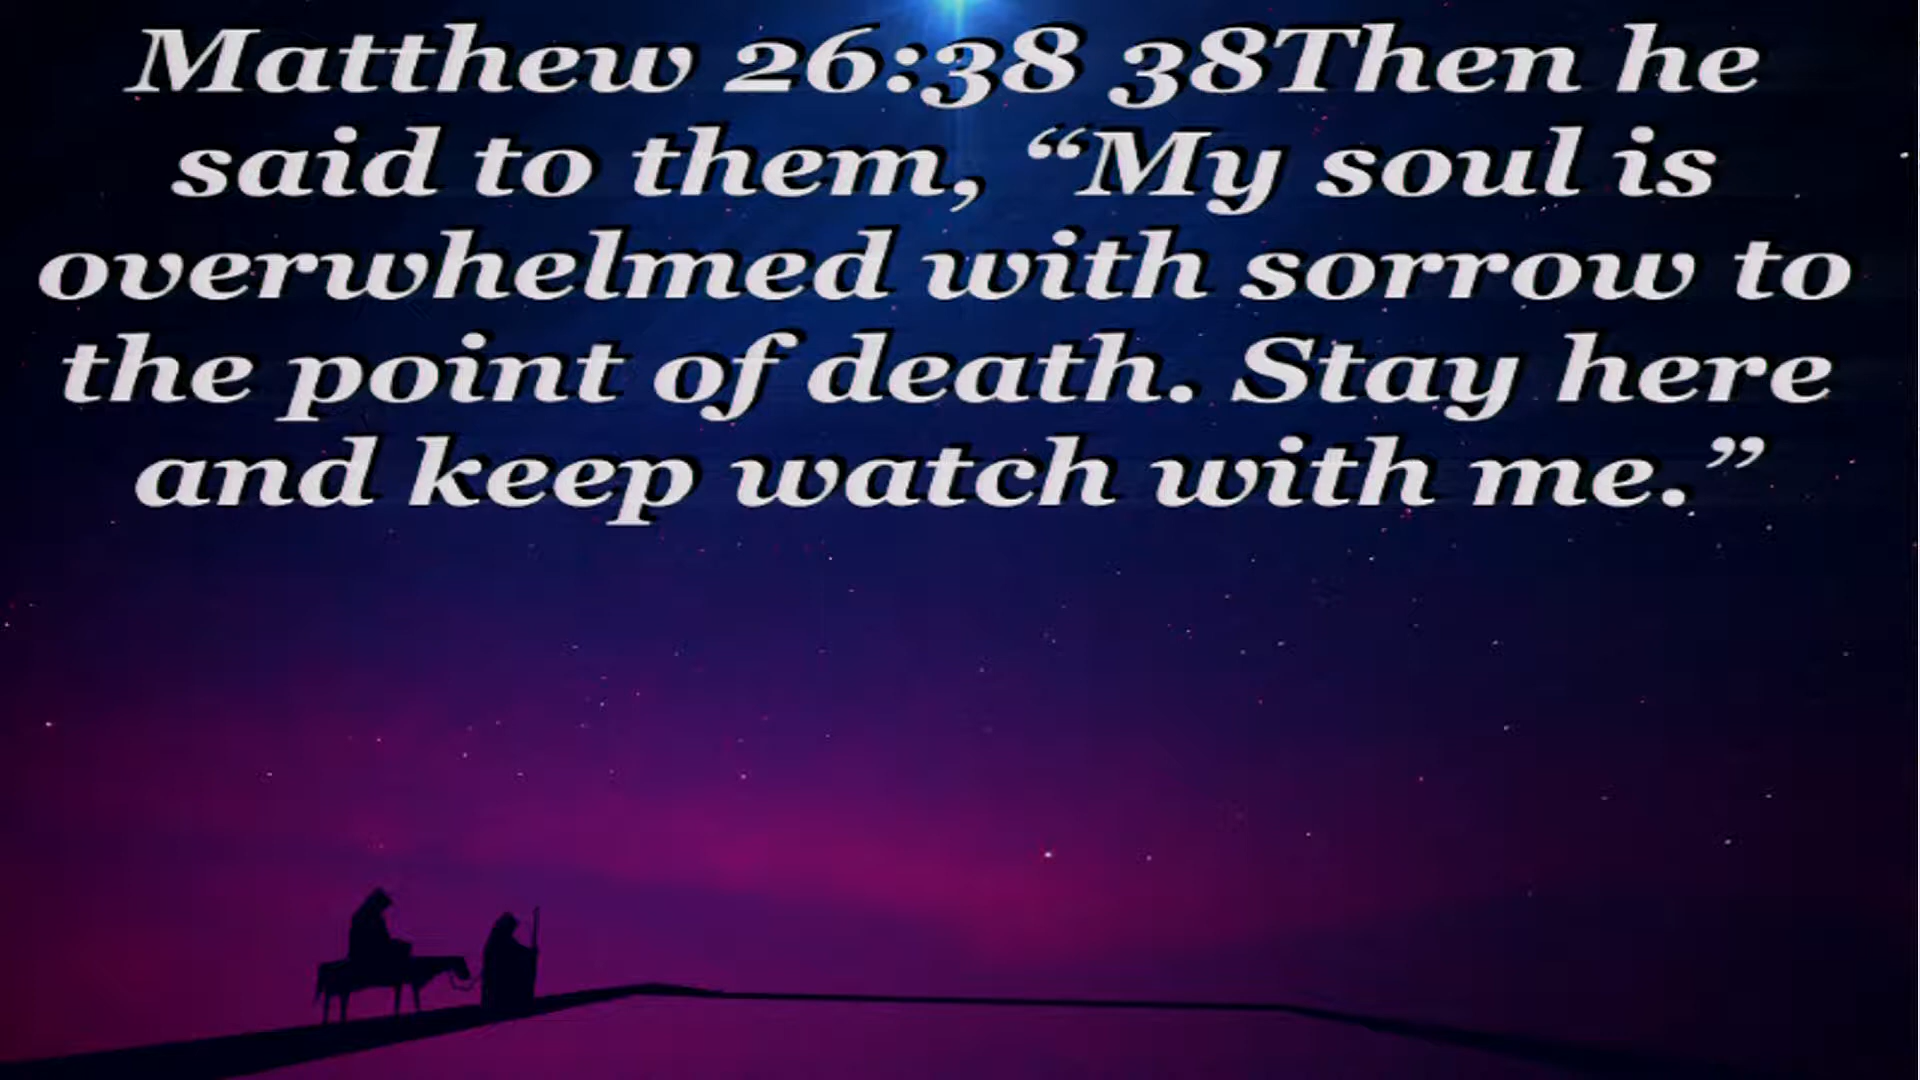 Matthew 26:38 38Then he
said to them, “My soul is
overwhelmed with sorrow to
the point of death. Stay here
and keep watch with me.”